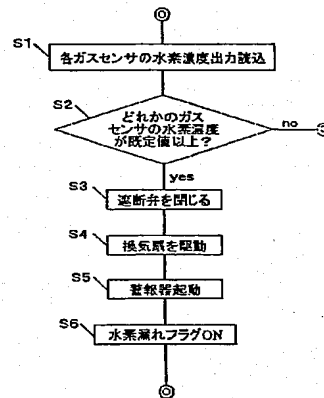 S1
各ガスセンサの水素濃度出力読込
S2
どれかのガス
センサの水素濃度
が既定値以上？
no
yes
S3
遮断弁を閉じる
S4
換気扇を駆動
S5
警報器起動
S6
水素漏れフラグON